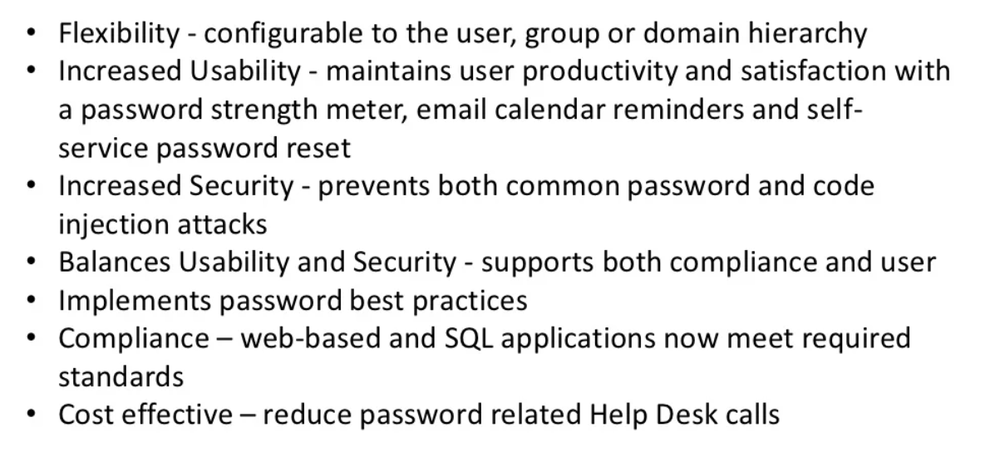 • Flexibility - configurable to the user, group or domain hierarchy
• Increased Usability - maintains user productivity and satisfaction with
a password strength meter, email calendar reminders and self-
service password reset
• Increased Security - prevents both common password and code
injection attacks
• Balances Usability and Security - supports both compliance and user
• Implements password best practices
• Compliance – web-based and SQL applications now meet required
standards
• Cost effective – reduce password related Help Desk calls